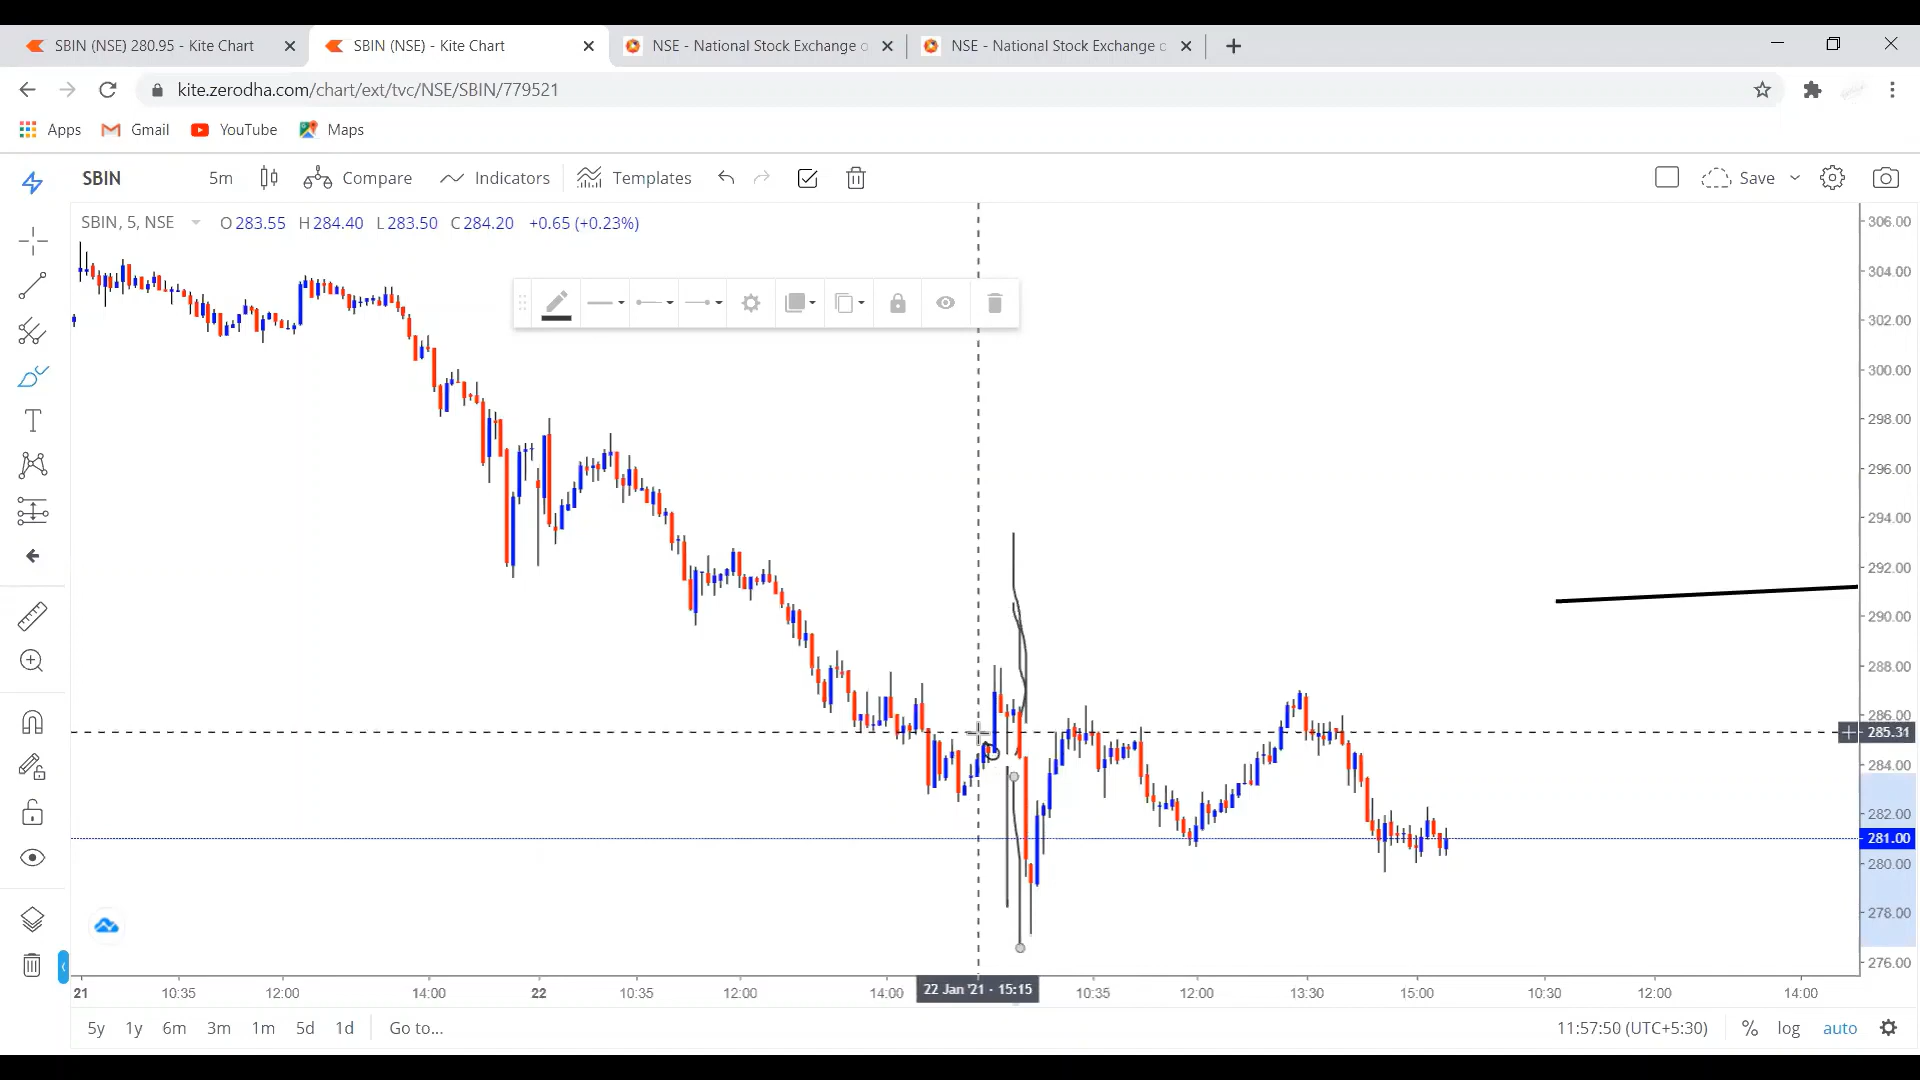 SBIN (NSE) 280.95 - Kite Chart
SBIN (NSE) - Kite Chart
NSE - National Stock Exchange o
NSE - National Stock Exchange o
kite.zerodha.com/chart/ext/tvc/NSE/SBIN/779521
Apps Gmail YouTube Maps
SBIN 5m Compare Indicators Templates Save
SBIN, 5, NSE O 283.55 H 284.40 L 283.50 C 284.20 +0.65 (+0.23%)
306.00
304.00
302.00
300.00
298.00
296.00
294.00
292.00
290.00
288.00
286.00
285.31
284.00
282.00
281.00
280.00
278.00
276.00
21 10:35 12:00 14:00 22 10:35 12:00 14:00 22 Jan '21 - 15:15 10:35 12:00 13:30 15:00 10:30 12:00 14:00
5y 1y 6m 3m 1m 5d 1d Go to... 11:57:50 (UTC+5:30) % log auto